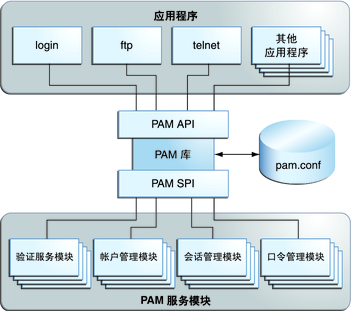 应用程序
login
ftp
telnet
其他
应用程序
PAM API
PAM 库
pam.conf
PAM SPI
验证服务模块
帐户管理模块
会话管理模块
口令管理模块
PAM 服务模块